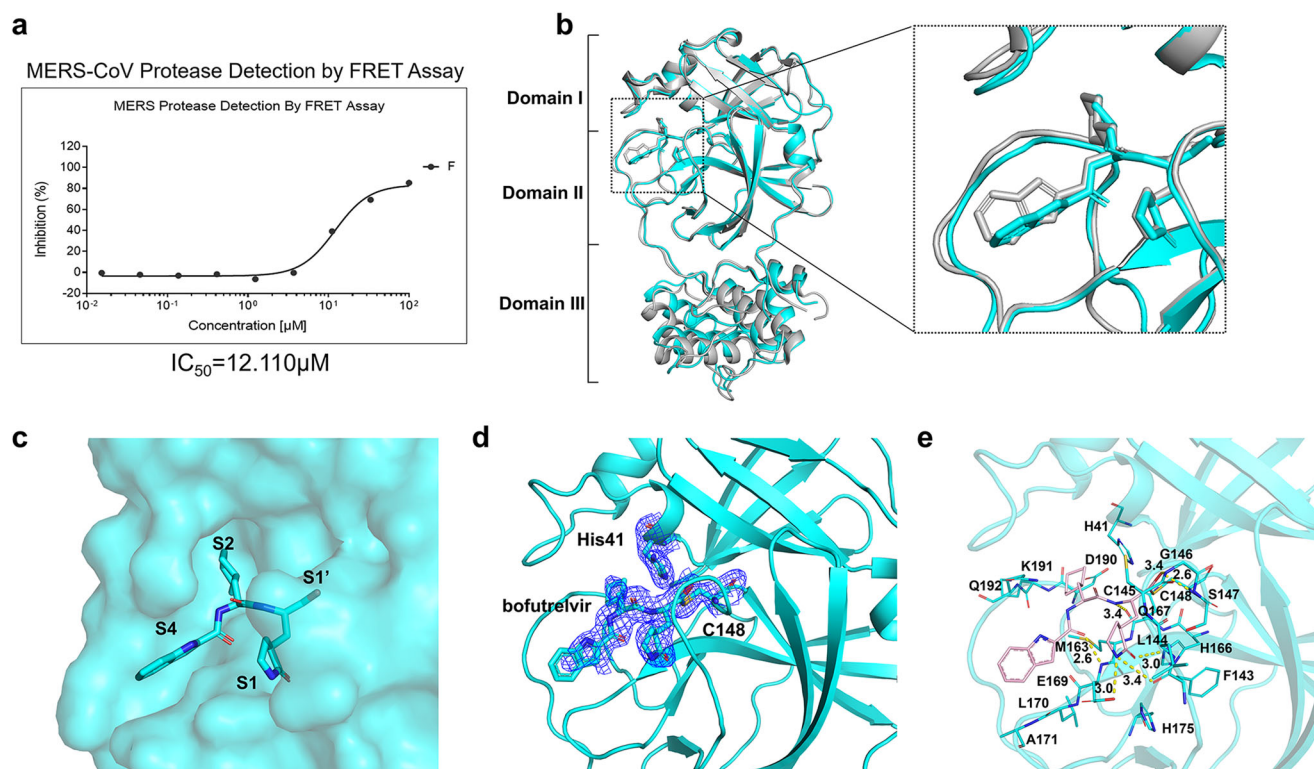 a
MERS-CoV Protease Detection by FRET Assay
MERS Protease Detection By FRET Assay
120
100
80
60
40
20
0
-20
Inhibition (%)
F
10⁻² 10⁻¹ 10⁰ 10¹ 10²
Concentration [μM]
IC₅₀=12.110μM
b
Domain I
Domain II
Domain III
c
S2
S1'
S4
S1
d
His41
bofutrelvir
C148
e
H41
D190
G146
K191
3.4
2.6
Q192
C145
C148
S147
3.4
Q167
L144
M163
H166
2.6
3.0
E169
F143
3.0
3.4
L170
H175
A171